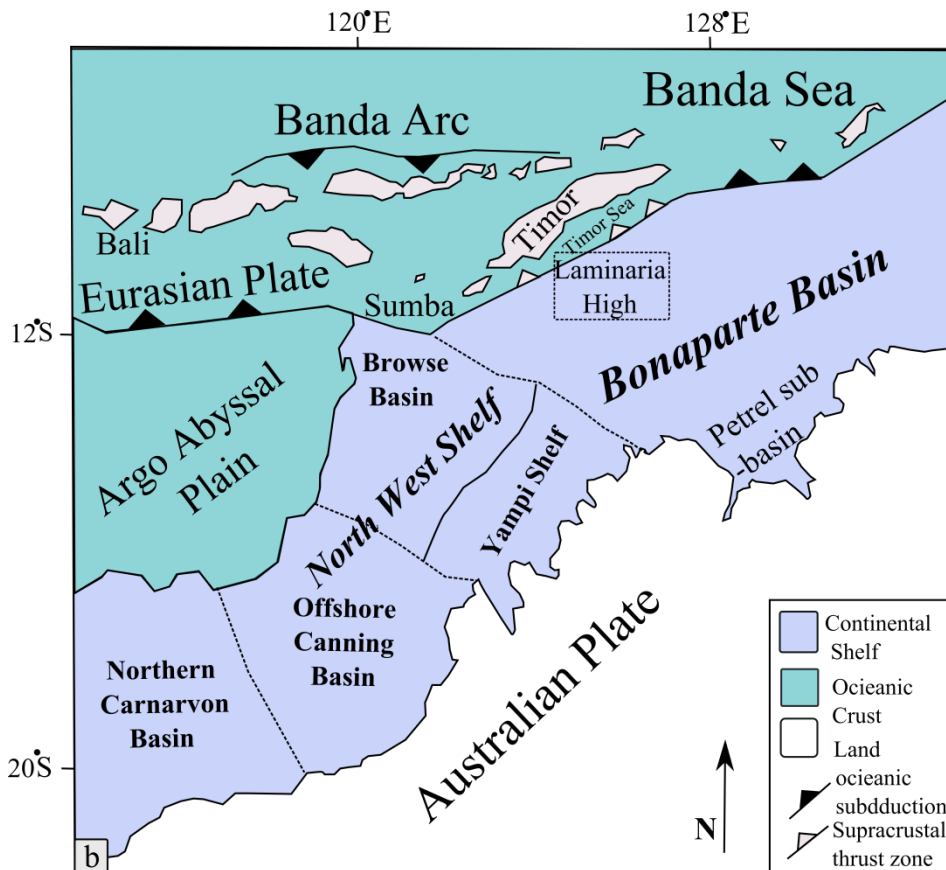 120°E
128°E
Banda Sea
Banda Arc
Timor
Timor Sea
Bali
Laminaria
High
Eurasian Plate
Sumba
12°S
Bonaparte Basin
Browse
Basin
Petrel sub
-basin
Argo Abyssal
Plain
North West Shelf
Yampi Shelf
Offshore
Canning
Basin
Australian Plate
Northern
Carnarvon
Basin
20°S
Continental
Shelf
Ocieanic
Crust
Land
ocieanic
subdduction
Supracrustal
thrust zone
N
b